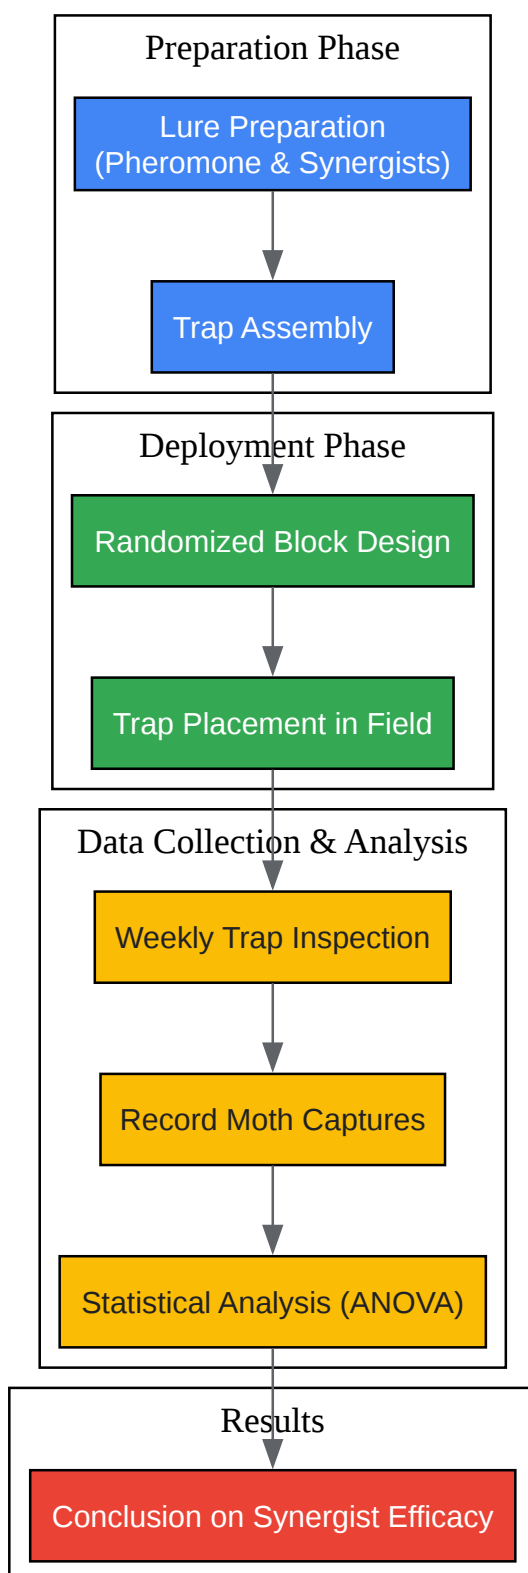 Preparation Phase
Lure Preparation
(Pheromone & Synergists)
Trap Assembly
Deployment Phase
Randomized Block Design
Trap Placement in Field
Data Collection & Analysis
Weekly Trap Inspection
Record Moth Captures
Statistical Analysis (ANOVA)
Results
Conclusion on Synergist Efficacy